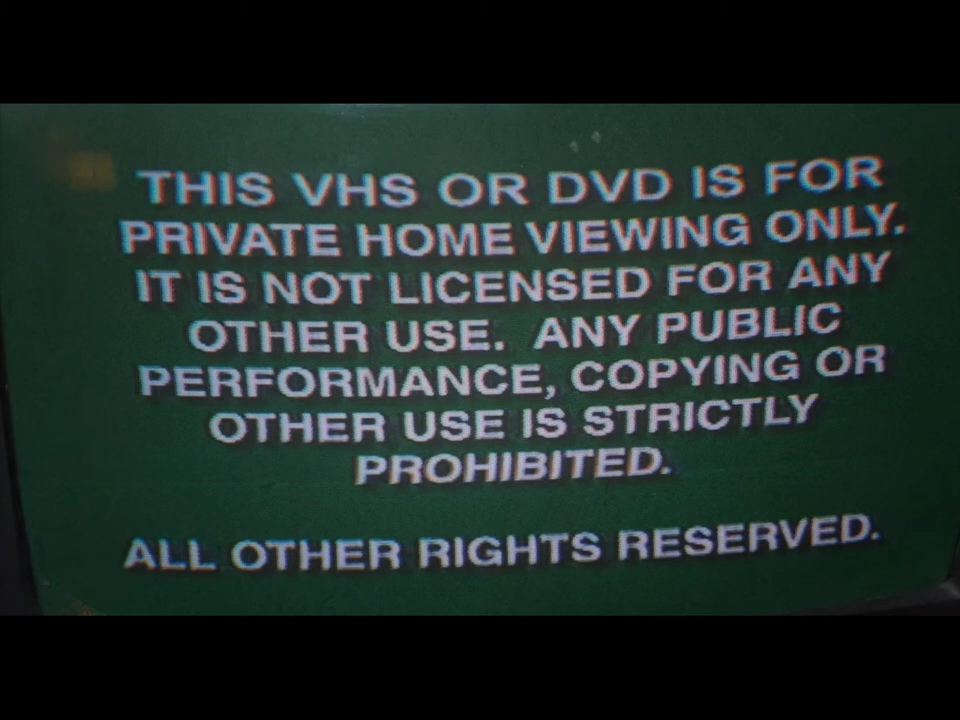 THIS VHS OR DVD IS FOR
PRIVATE HOME VIEWING ONLY.
IT IS NOT LICENSED FOR ANY
OTHER USE. ANY PUBLIC
PERFORMANCE, COPYING OR
OTHER USE IS STRICTLY
PROHIBITED.
ALL OTHER RIGHTS RESERVED.